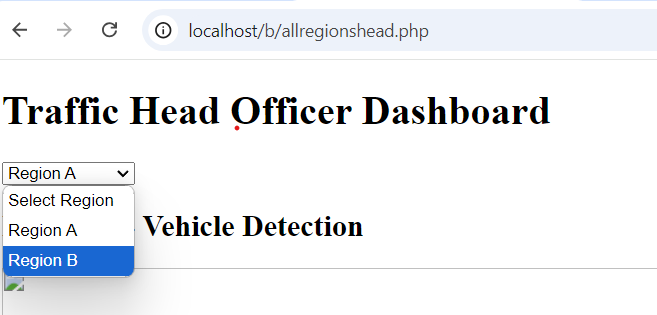 localhost/b/allregionshead.php
Traffic Head Officer Dashboard
Region A
Select Region
Region A
Vehicle Detection
Region B